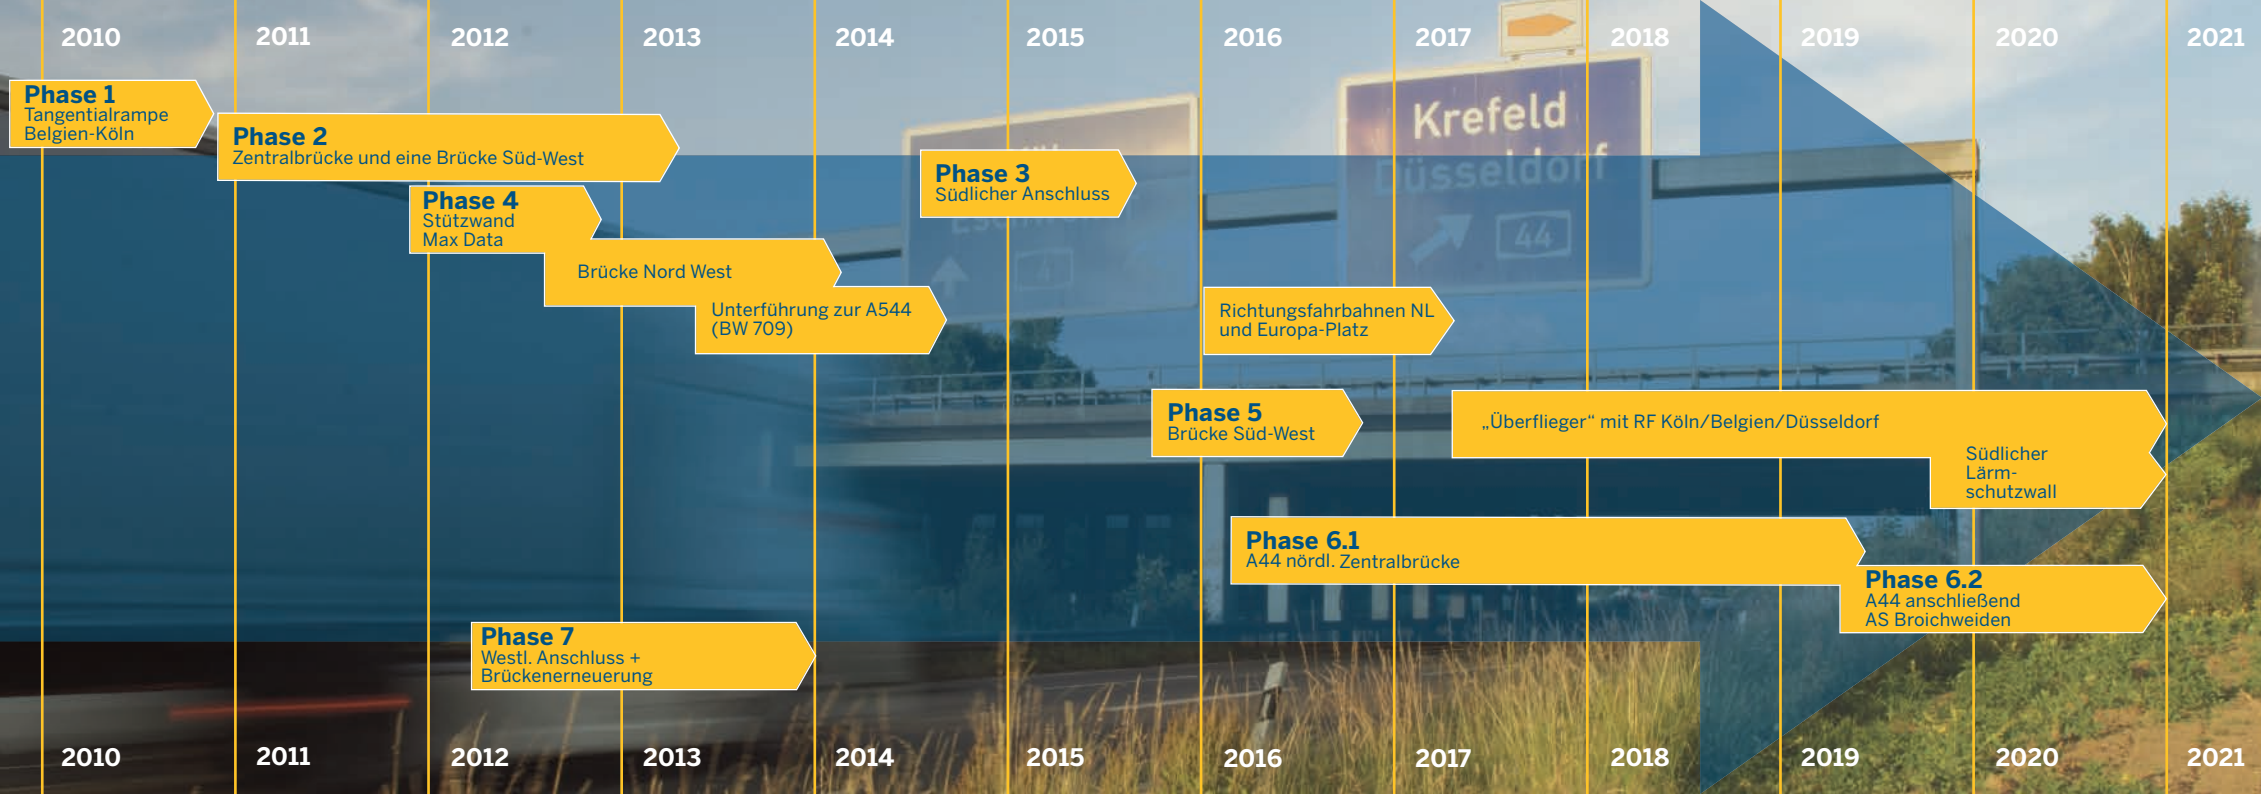 2010 2011 2012 2013 2014 2015 2016 2017 2018 2019 2020 2021
Phase 1
Tangentialrampe
Belgien-Köln
Phase 2
Zentralbrücke und eine Brücke Süd-West
Phase 3
Südlicher Anschluss
Krefeld
Düsseldorf
44
Phase 4
Stützwand
Max Data
Brücke Nord West
Unterführung zur A544
(BW 709)
Richtungsfahrbahnen NL
und Europa-Platz
Phase 5
Brücke Süd-West
„Überflieger“ mit RF Köln/Belgien/Düsseldorf
Südlicher
Lärm-
schutzwall
Phase 6.1
A44 nördl. Zentralbrücke
Phase 6.2
A44 anschließend
AS Broichweiden
Phase 7
Westl. Anschluss +
Brückenerneuerung
2010 2011 2012 2013 2014 2015 2016 2017 2018 2019 2020 2021